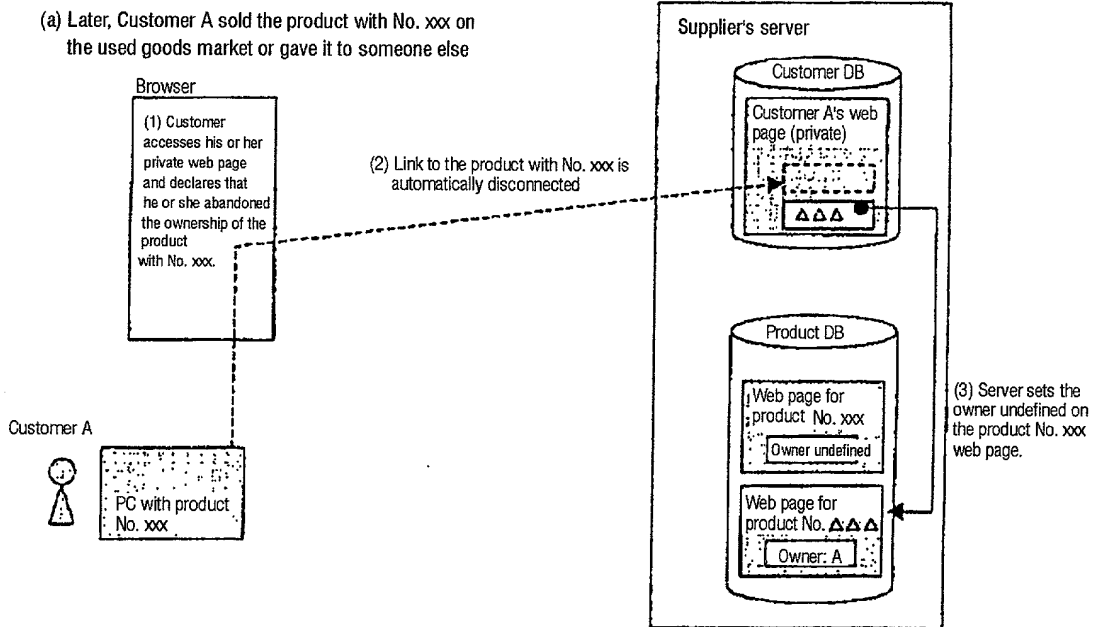 (a) Later, Customer A sold the product with No. xxx on
the used goods market or gave it to someone else
Browser
(1) Customer
accesses his or her
private web page
and declares that
he or she abandoned
the ownership of the
product
with No. xxx.
(2) Link to the product with No. xxx is
automatically disconnected
Customer A
PC with product
No. xxx
Supplier's server
Customer DB
Customer A's web
page (private)
△△△
Product DB
Web page for
product No. xxx
Owner undefined
Web page for
product No. △△△
Owner: A
(3) Server sets the
owner undefined on
the product No. xxx
web page.